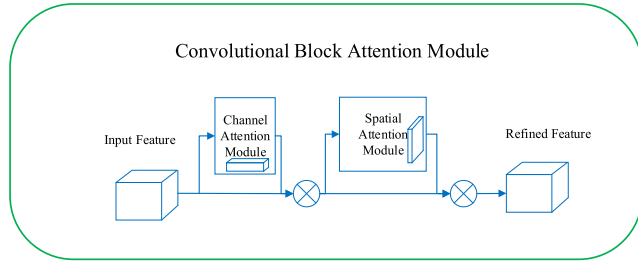 Convolutional Block Attention Module
Input Feature
Channel
Attention
Module
Spatial
Attention
Module
Refined Feature